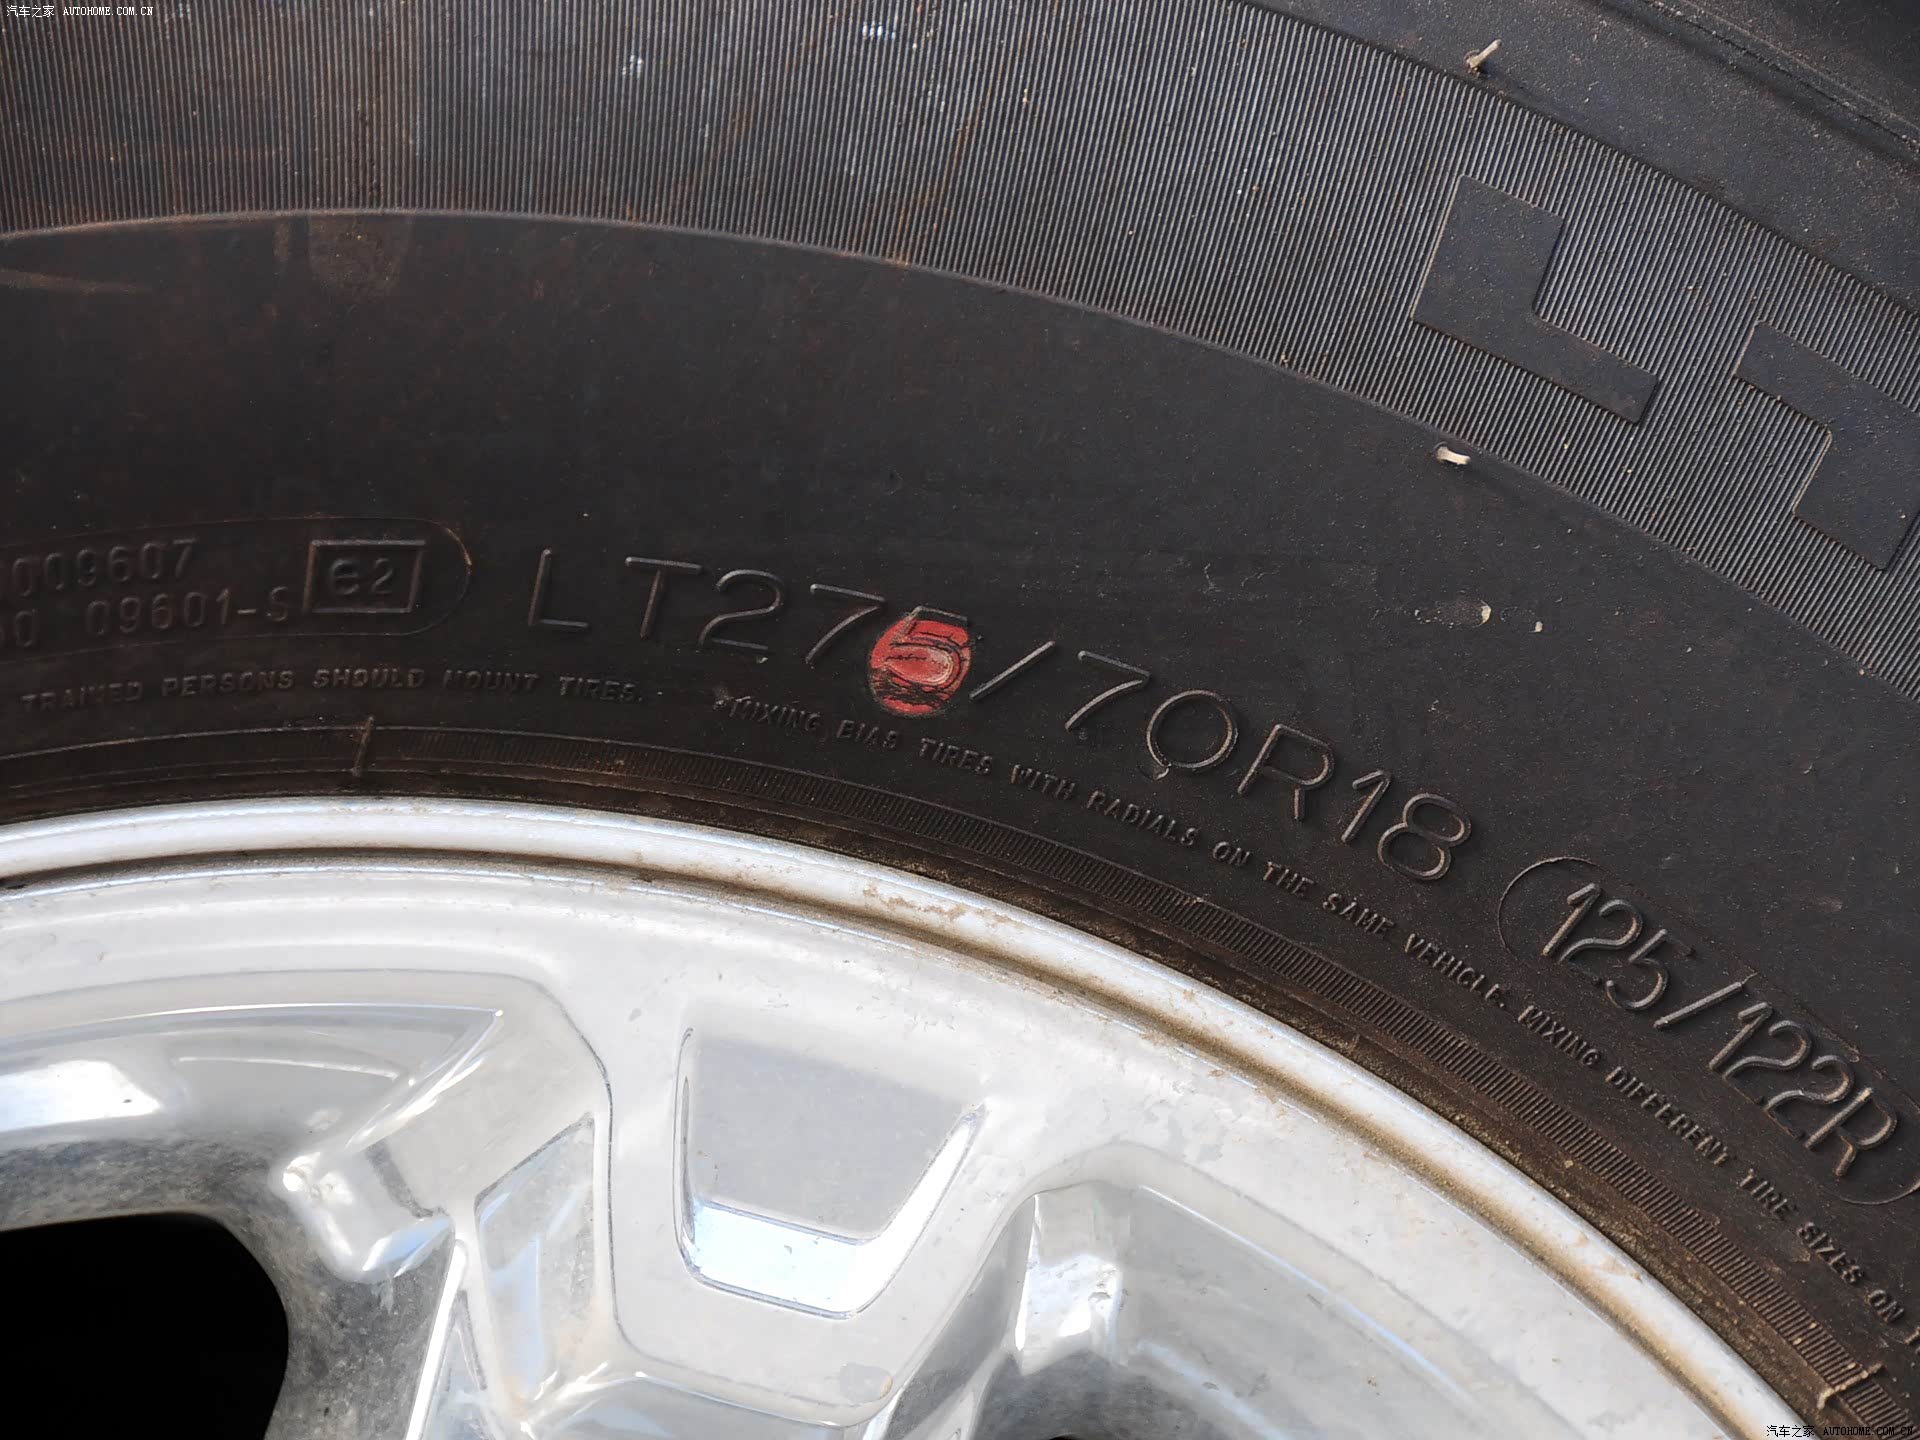 汽车之家 AUTOHOME.COM.CN
LT
009607
09601-S e2
LT275/70R18 125/122R
TRAINED PERSONS SHOULD MOUNT TIRES. MIXING BIAS TIRES WITH RADIALS ON THE SAME VEHICLE. MIXING DIFFERENT TIRE SIZES ON
汽车之家 AUTOHOME.COM.CN